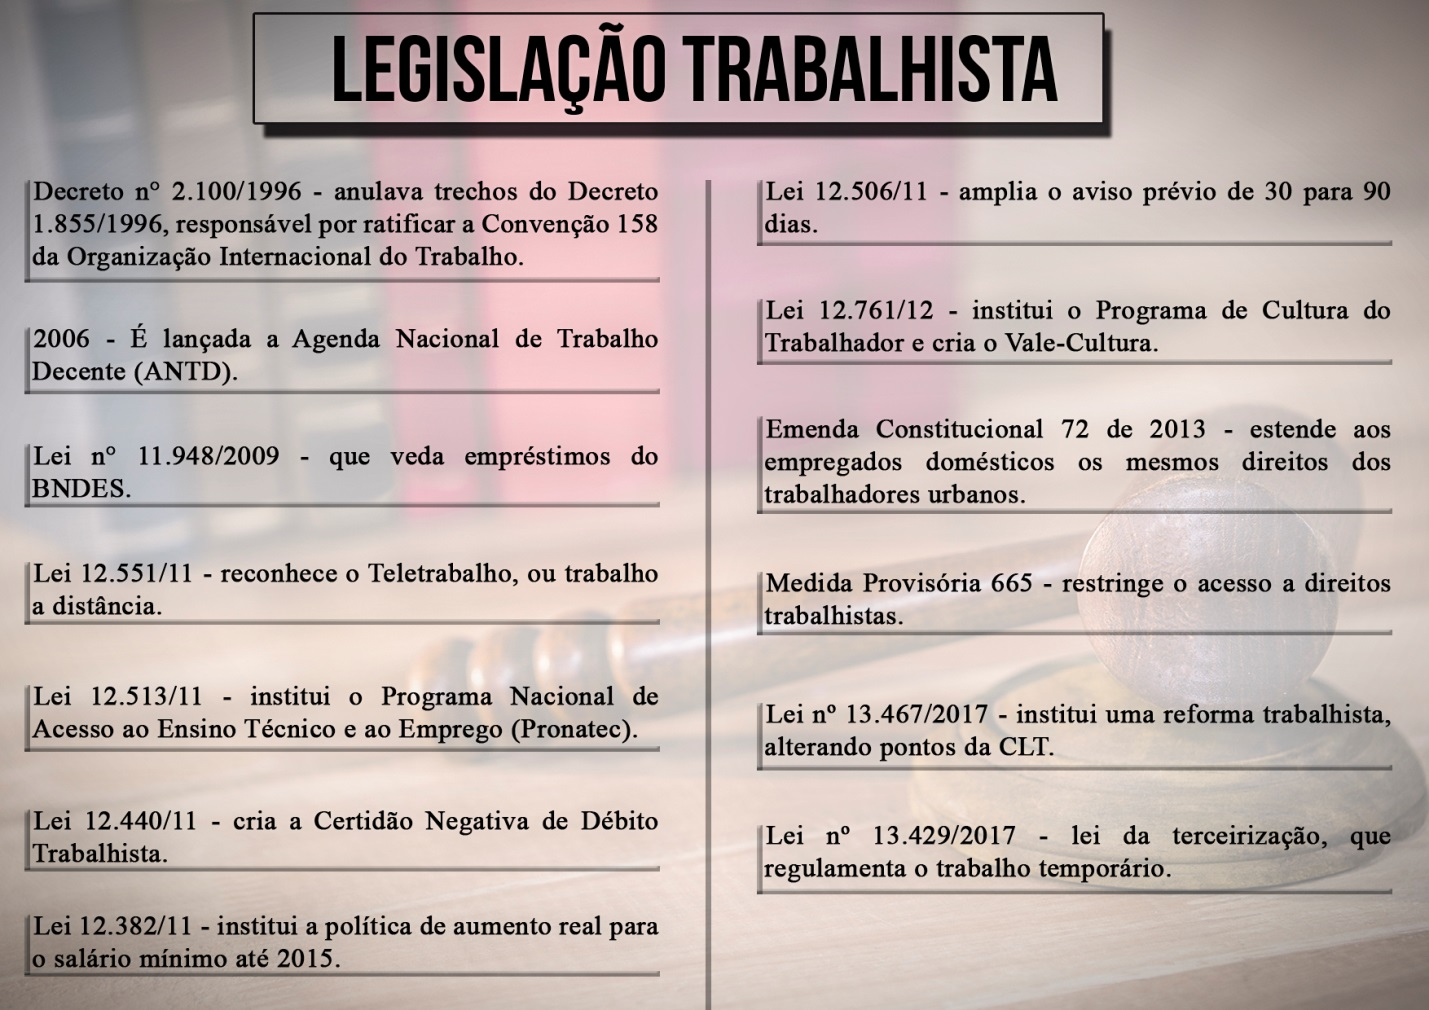 LEGISLAÇÃO TRABALHISTA
Decreto nº 2.100/1996 - anulava trechos do Decreto
1.855/1996, responsável por ratificar a Convenção 158
da Organização Internacional do Trabalho.
2006 - É lançada a Agenda Nacional de Trabalho
Decente (ANTD).
Lei nº 11.948/2009 - que veda empréstimos do
BNDES.
Lei 12.551/11 - reconhece o Teletrabalho, ou trabalho
a distância.
Lei 12.513/11 - institui o Programa Nacional de
Acesso ao Ensino Técnico e ao Emprego (Pronatec).
Lei 12.440/11 - cria a Certidão Negativa de Débito
Trabalhista.
Lei 12.382/11 - institui a política de aumento real para
o salário mínimo até 2015.
Lei 12.506/11 - amplia o aviso prévio de 30 para 90
dias.
Lei 12.761/12 - institui o Programa de Cultura do
Trabalhador e cria o Vale-Cultura.
Emenda Constitucional 72 de 2013 - estende aos
empregados domésticos os mesmos direitos dos
trabalhadores urbanos.
Medida Provisória 665 - restringe o acesso a direitos
trabalhistas.
Lei nº 13.467/2017 - institui uma reforma trabalhista,
alterando pontos da CLT.
Lei nº 13.429/2017 - lei da terceirização, que
regulamenta o trabalho temporário.